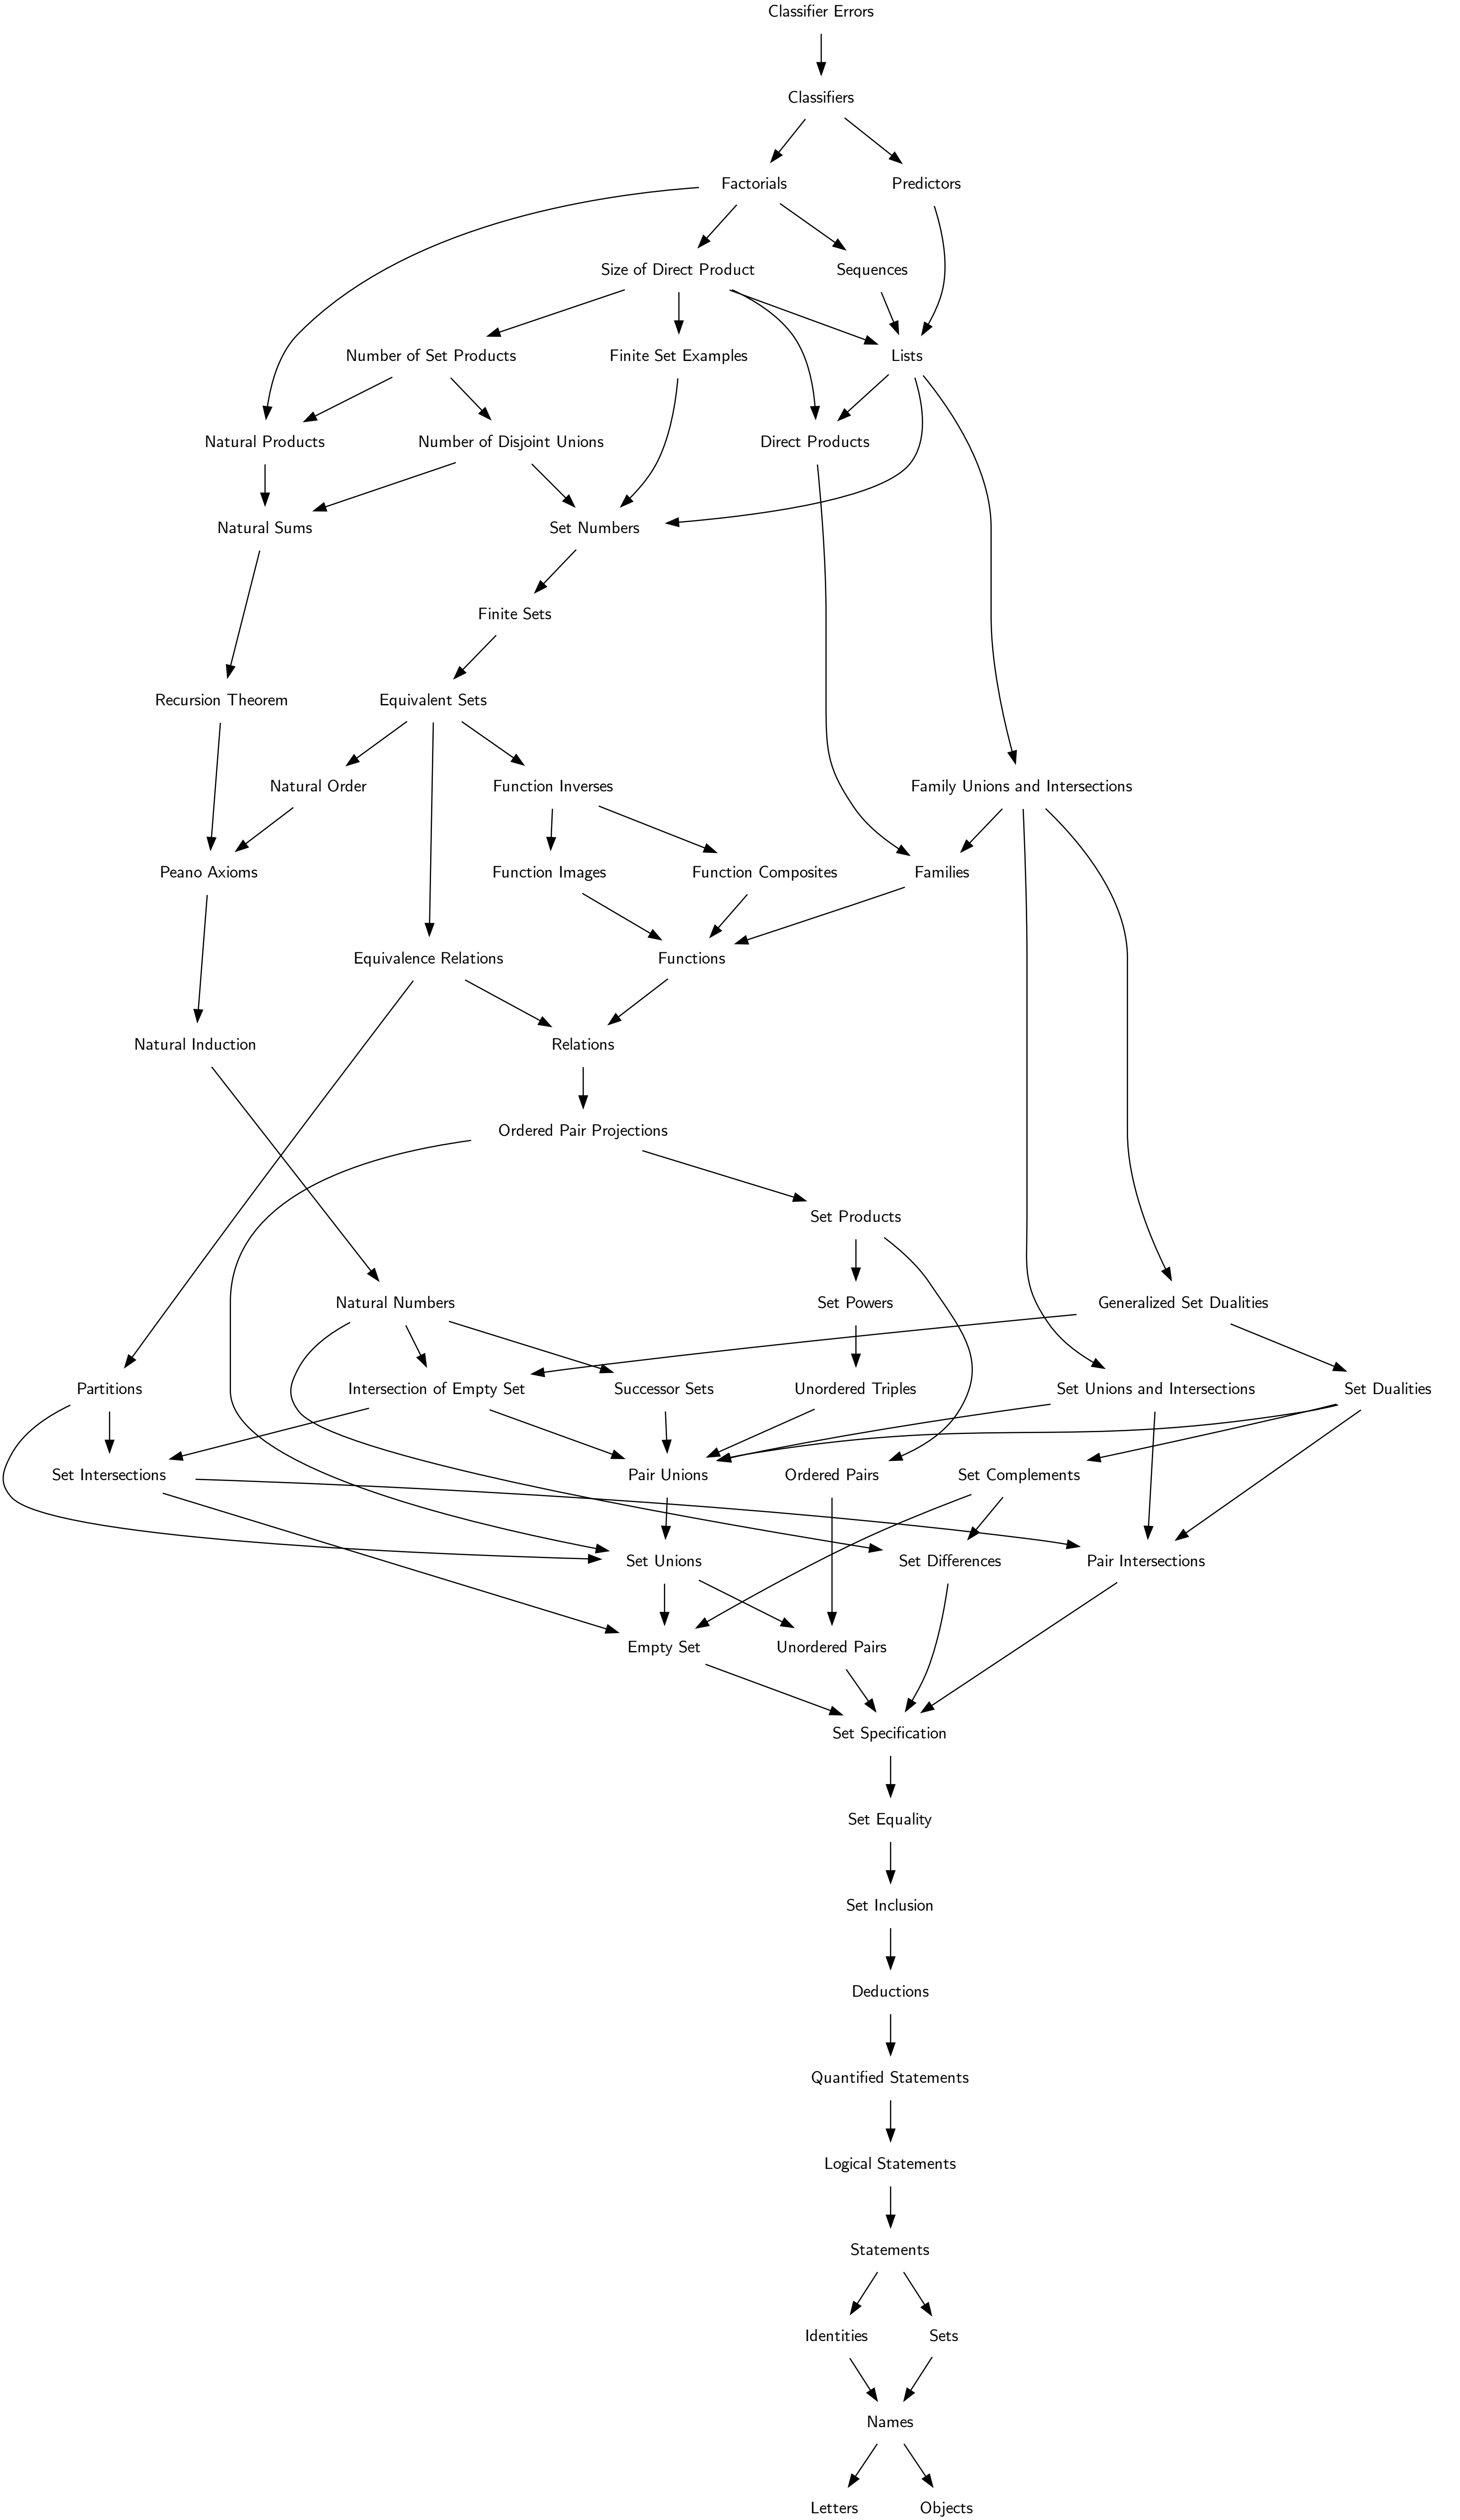 Classifier Errors
Classifiers
Factorials
Predictors
Size of Direct Product
Sequences
Number of Set Products
Finite Set Examples
Lists
Natural Products
Number of Disjoint Unions
Direct Products
Natural Sums
Set Numbers
Finite Sets
Recursion Theorem
Equivalent Sets
Natural Order
Function Inverses
Family Unions and Intersections
Peano Axioms
Function Images
Function Composites
Families
Equivalence Relations
Functions
Natural Induction
Relations
Ordered Pair Projections
Set Products
Natural Numbers
Set Powers
Generalized Set Dualities
Partitions
Intersection of Empty Set
Successor Sets
Unordered Triples
Set Unions and Intersections
Set Dualities
Set Intersections
Pair Unions
Ordered Pairs
Set Complements
Set Unions
Set Differences
Pair Intersections
Empty Set
Unordered Pairs
Set Specification
Set Equality
Set Inclusion
Deductions
Quantified Statements
Logical Statements
Statements
Identities
Sets
Names
Letters
Objects